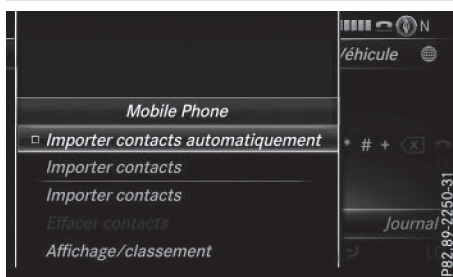 N
Véhicule
Mobile Phone
Importer contacts automatiquement
* # +
Importer contacts
Importer contacts
Effacer contacts
Journal
Affichage/classement
P82.89-2250-31